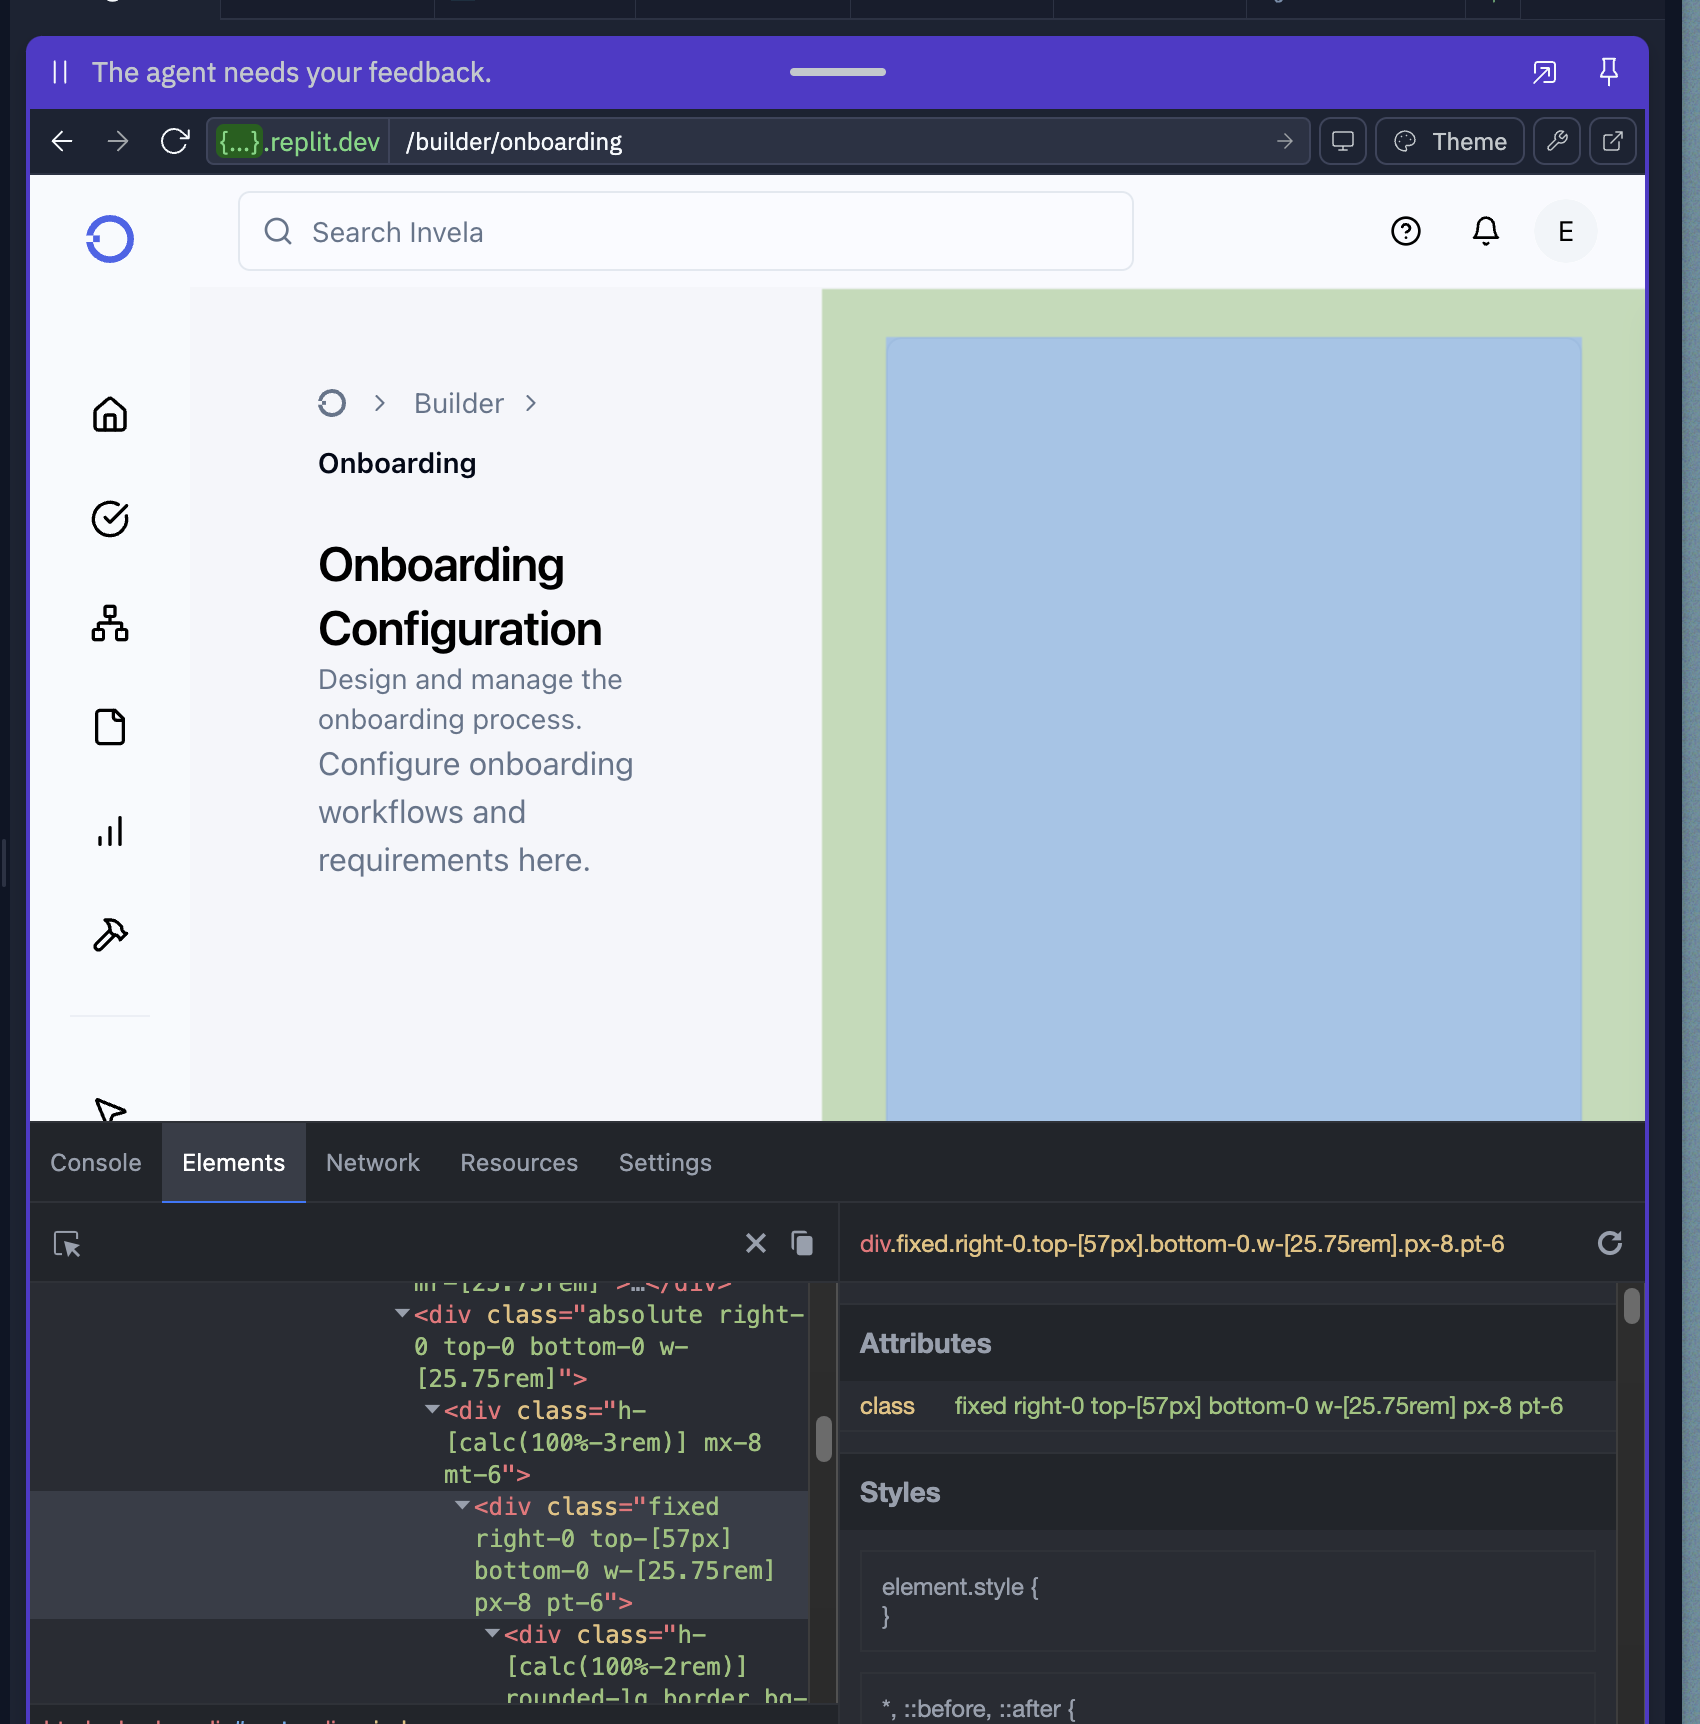 The agent needs your feedback.
{...}.replit.dev /builder/onboarding
Theme
Search Invela
E
Builder
Onboarding
Onboarding
Configuration
Design and manage the
onboarding process.
Configure onboarding
workflows and
requirements here.
Console Elements Network Resources Settings
div.fixed.right-0.top-[57px].bottom-0.w-[25.75rem].px-8.pt-6
mr-[25.75rem] ">…</div>
<div class="absolute right-
0 top-0 bottom-0 w-
[25.75rem]">
<div class="h-
[calc(100%-3rem)] mx-8
mt-6">
<div class="fixed
right-0 top-[57px]
bottom-0 w-[25.75rem]
px-8 pt-6">
<div class="h-
[calc(100%-2rem)]
rounded-lg border bg-
Attributes
class fixed right-0 top-[57px] bottom-0 w-[25.75rem] px-8 pt-6
Styles
element.style {
}
*, ::before, ::after {